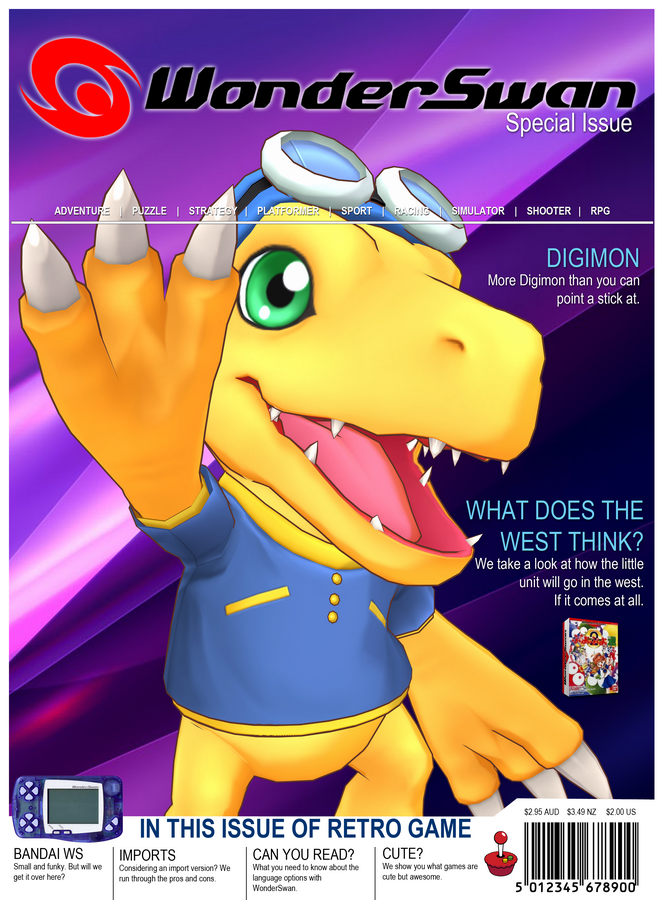 WonderSwan
Special Issue
ADVENTURE | PUZZLE | STRATEGY | PLATFORMER | SPORT | RACING | SIMULATOR | SHOOTER | RPG
DIGIMON
More Digimon than you can
point a stick at.
WHAT DOES THE
WEST THINK?
We take a look at how the little
unit will go in the west.
If it comes at all.
$2.95 AUD $3.49 NZ $2.00 US
IN THIS ISSUE OF RETRO GAME
BANDAI WS
Small and funky. But will we
get it over here?
IMPORTS
Considering an import version? We
run through the pros and cons.
CAN YOU READ?
What you need to know about the
language options with
WonderSwan.
CUTE?
We show you what games are
cute but awesome.
5 012345 678900